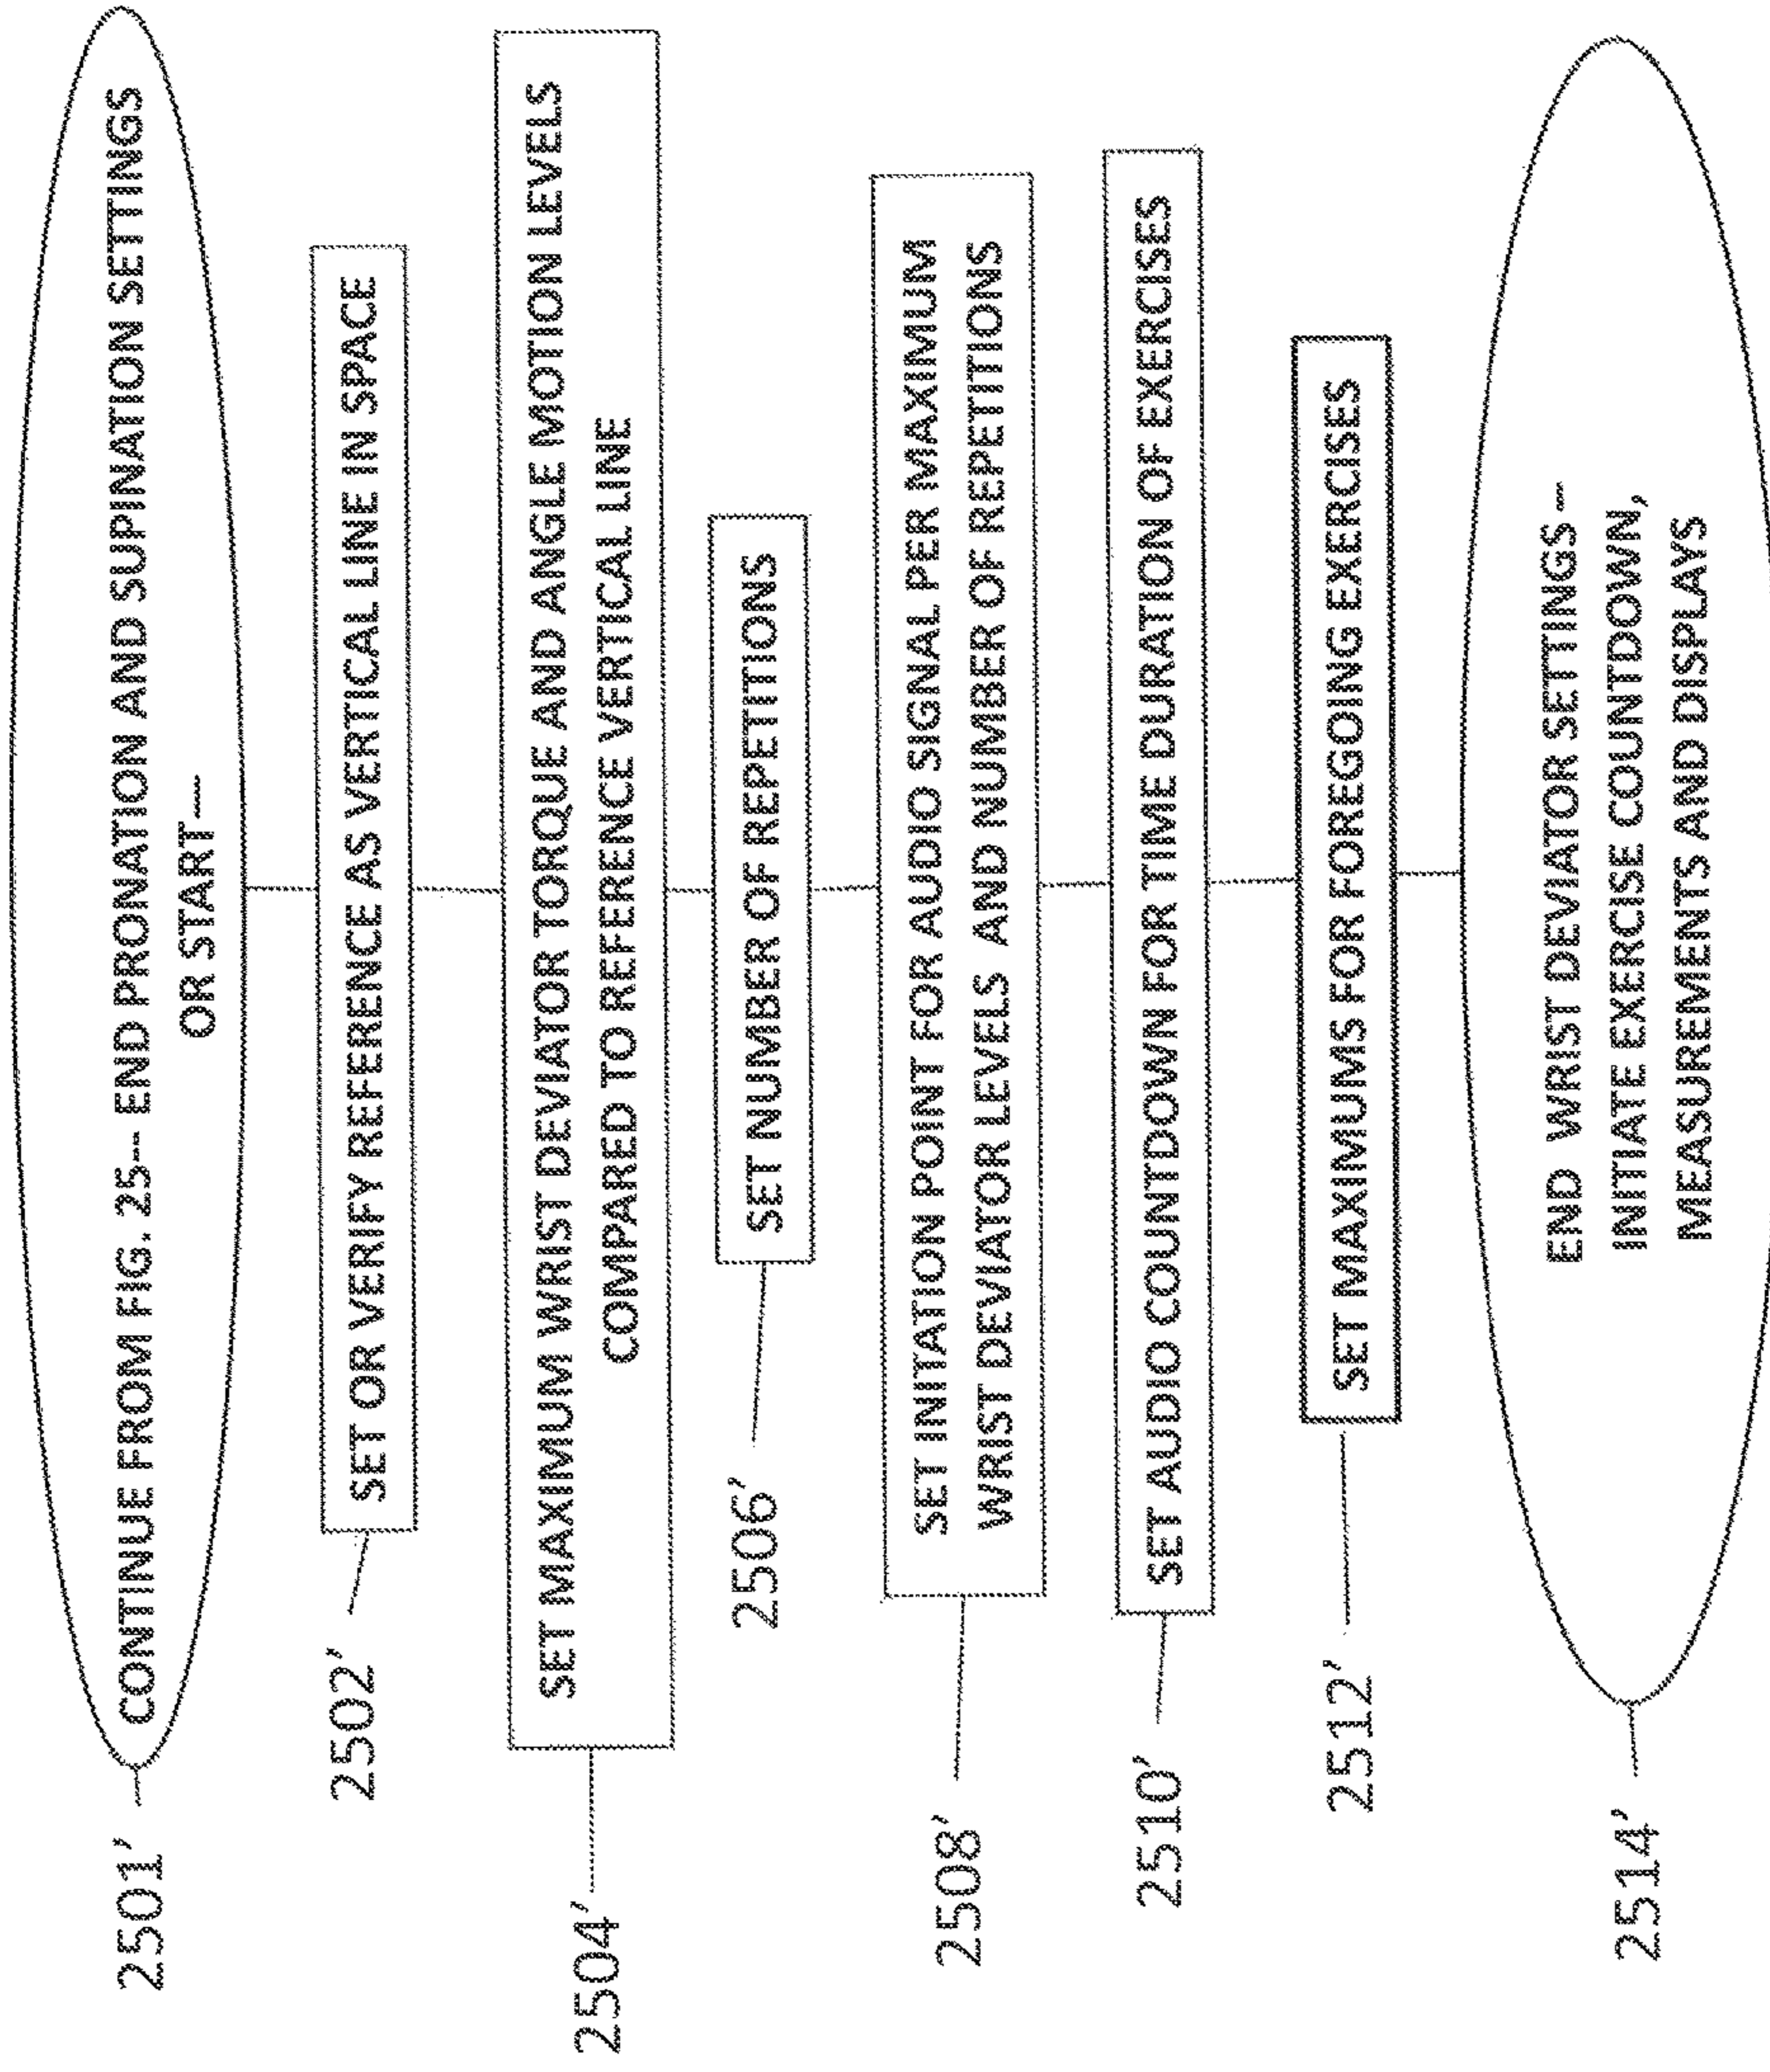 2501'
CONTINUE FROM FIG. 25-- END PRONATION AND SUPINATION SETTINGS
OR START—
2502'
SET OR VERIFY REFERENCE AS VERTICAL LINE IN SPACE
2504'
SET MAXIMUM WRIST DEVIATOR TORQUE AND ANGLE MOTION LEVELS
COMPARED TO REFERENCE VERTICAL LINE
2506'
SET NUMBER OF REPETITIONS
2508'
SET INITATION POINT FOR AUDIO SIGNAL PER MAXIMUM
WRIST DEVIATOR LEVELS AND NUMBER OF REPETITIONS
2510'
SET AUDIO COUNTDOWN FOR TIME DURATION OF EXERCISES
2512'
SET MAXIMUMS FOR FOREGOING EXERCISES
2514'
END WRIST DEVIATOR SETTINGS--
INITIATE EXERCISE COUNTDOWN,
MEASUREMENTS AND DISPLAYS